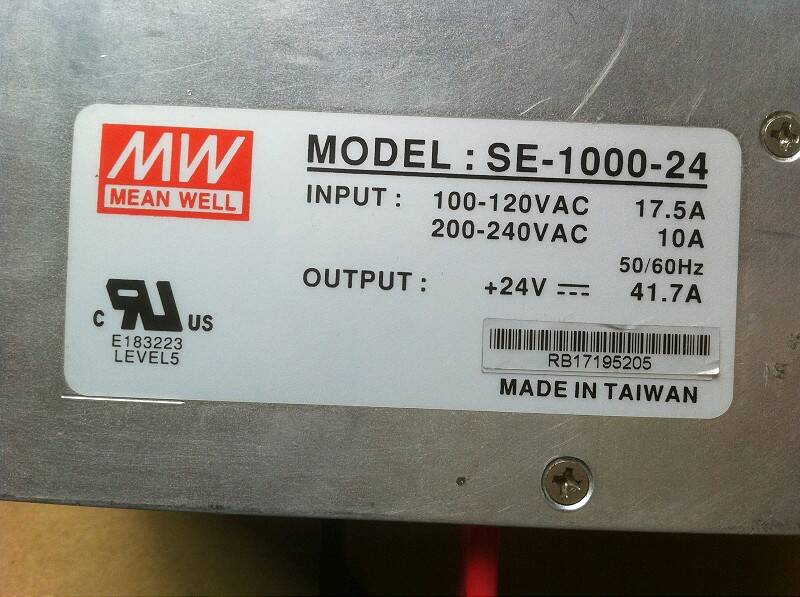 MW
MEAN WELL
MODEL : SE-1000-24
INPUT : 100-120VAC 17.5A
200-240VAC 10A
50/60Hz
OUTPUT : +24V ⎓ 41.7A
c RU US
E183223
LEVEL5
RB17195205
MADE IN TAIWAN